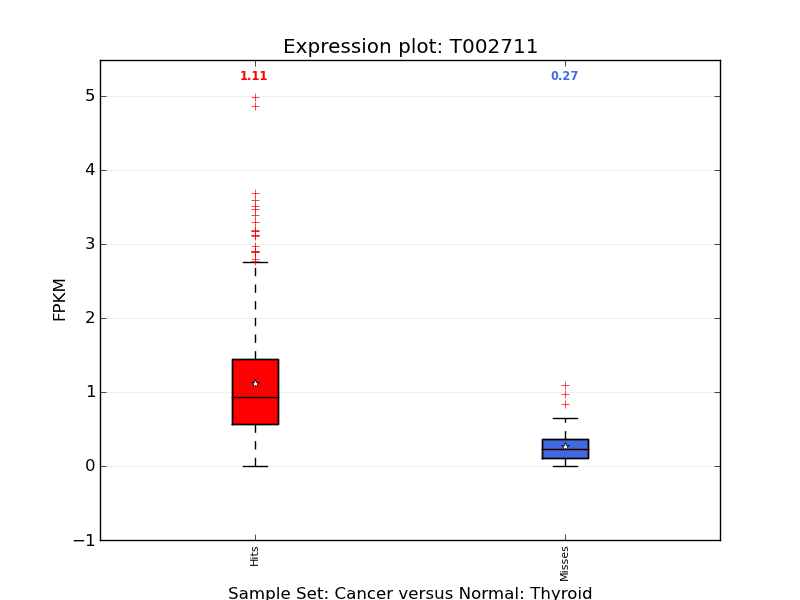 Expression plot: T002711
1.11
0.27
5
4
3
2
1
0
−1
FPKM
Hits
Misses
Sample Set: Cancer versus Normal: Thyroid